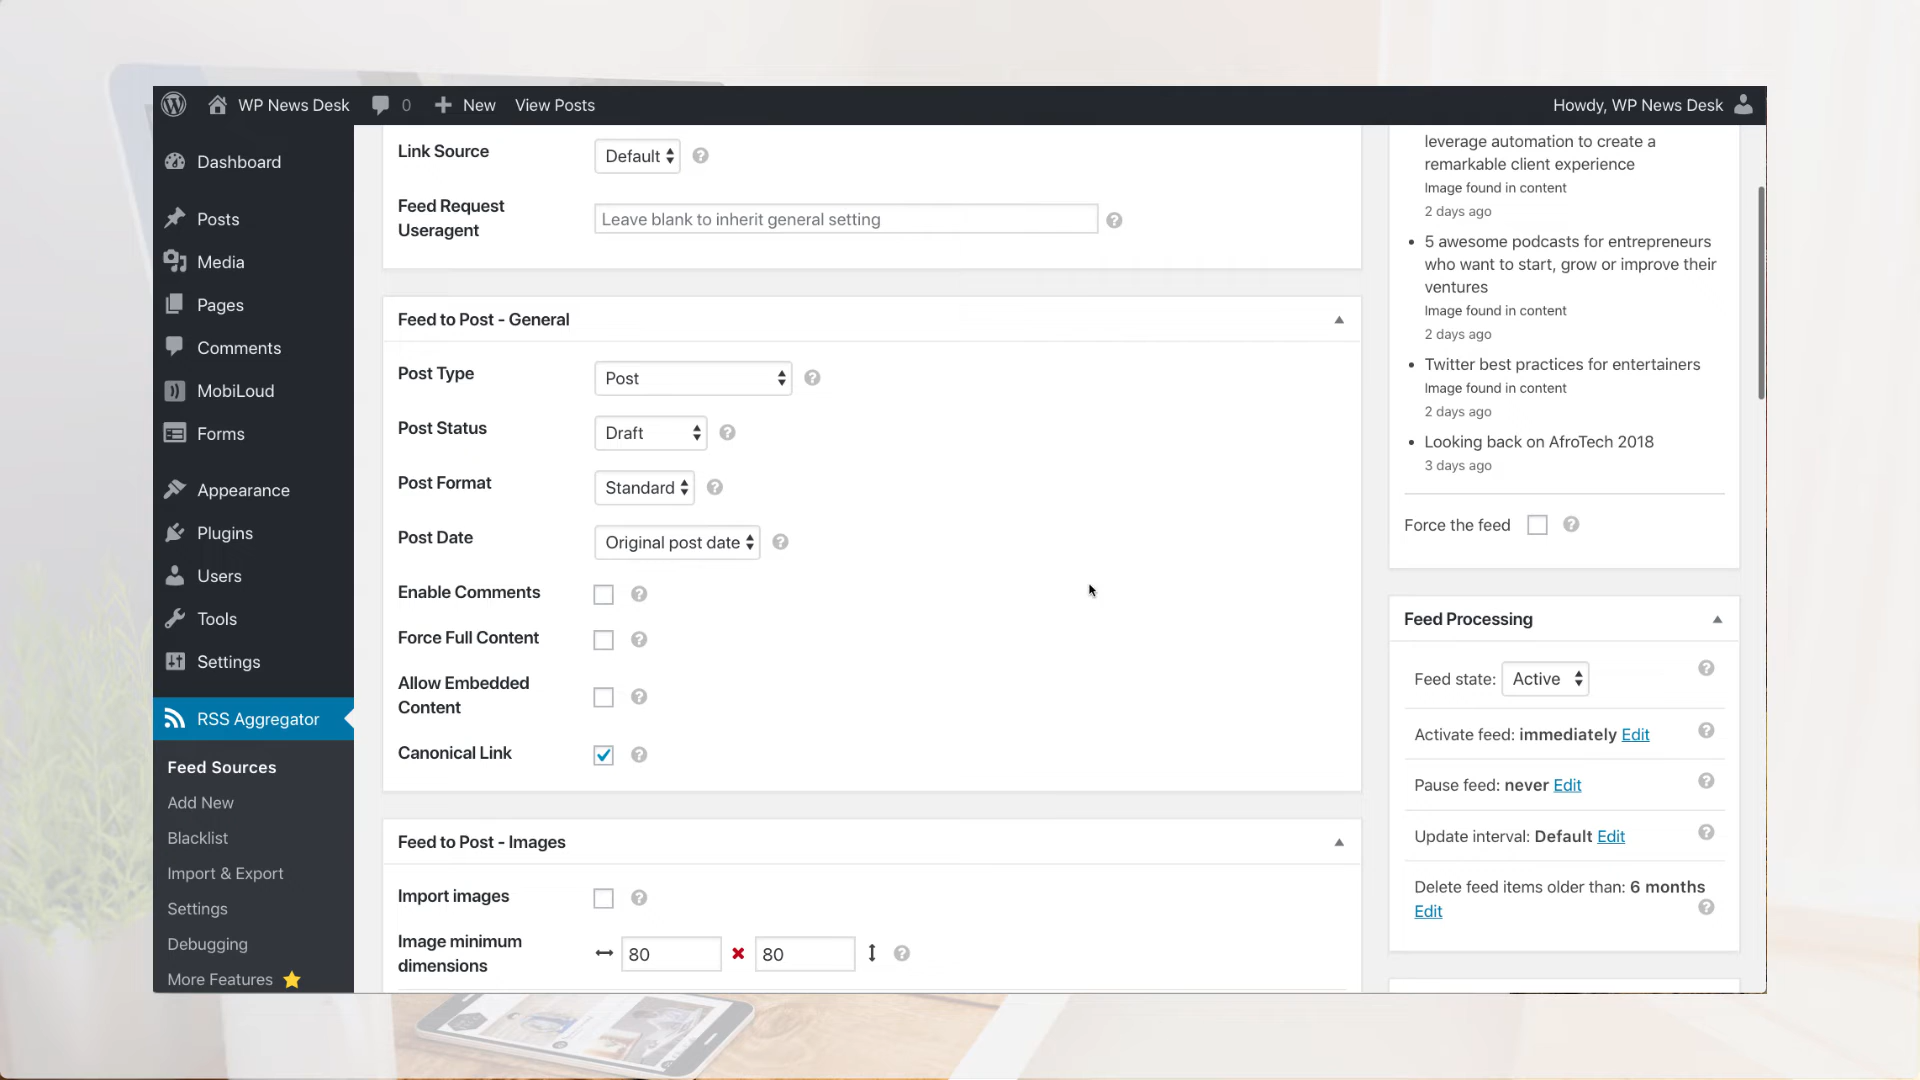 WP News Desk 0 New View Posts Howdy, WP News Desk
Dashboard
Posts
Media
Pages
Comments
MobiLoud
Forms
Appearance
Plugins
Users
Tools
Settings
RSS Aggregator
Feed Sources
Add New
Blacklist
Import & Export
Settings
Debugging
More Features
Link Source Default
Feed Request
Useragent
Leave blank to inherit general setting
Feed to Post - General
Post Type Post
Post Status Draft
Post Format Standard
Post Date Original post date
Enable Comments
Force Full Content
Allow Embedded
Content
Canonical Link
Feed to Post - Images
Import images
Image minimum
dimensions
80 80
leverage automation to create a
remarkable client experience
Image found in content
2 days ago
5 awesome podcasts for entrepreneurs
who want to start, grow or improve their
ventures
Image found in content
2 days ago
Twitter best practices for entertainers
Image found in content
2 days ago
Looking back on AfroTech 2018
3 days ago
Force the feed
Feed Processing
Feed state: Active
Activate feed: immediately Edit
Pause feed: never Edit
Update interval: Default Edit
Delete feed items older than: 6 months
Edit